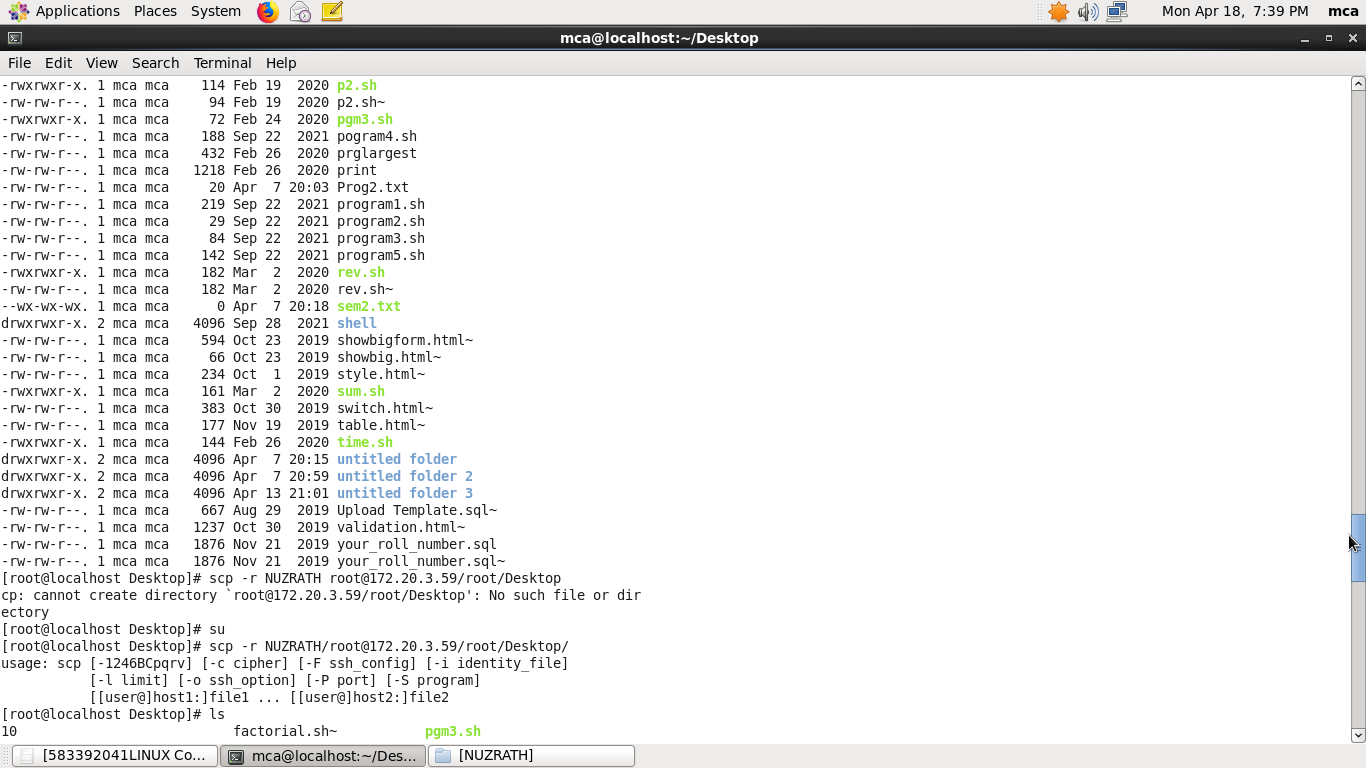 Applications Places System Mon Apr 18, 7:39 PM mca
mca@localhost:~/Desktop
File Edit View Search Terminal Help
-rwxrwxr-x. 1 mca mca    114 Feb 19  2020 p2.sh
-rw-rw-r--. 1 mca mca     94 Feb 19  2020 p2.sh~
-rwxrwxr-x. 1 mca mca     72 Feb 24  2020 pgm3.sh
-rw-rw-r--. 1 mca mca    188 Sep 22  2021 pogram4.sh
-rw-rw-r--. 1 mca mca    432 Feb 26  2020 prglargest
-rw-rw-r--. 1 mca mca   1218 Feb 26  2020 print
-rw-rw-r--. 1 mca mca     20 Apr  7 20:03 Prog2.txt
-rw-rw-r--. 1 mca mca    219 Sep 22  2021 program1.sh
-rw-rw-r--. 1 mca mca     29 Sep 22  2021 program2.sh
-rw-rw-r--. 1 mca mca     84 Sep 22  2021 program3.sh
-rw-rw-r--. 1 mca mca    142 Sep 22  2021 program5.sh
-rwxrwxr-x. 1 mca mca    182 Mar  2  2020 rev.sh
-rw-rw-r--. 1 mca mca    182 Mar  2  2020 rev.sh~
--wx-wx-wx. 1 mca mca      0 Apr  7 20:18 sem2.txt
drwxrwxr-x. 2 mca mca   4096 Sep 28  2021 shell
-rw-rw-r--. 1 mca mca    594 Oct 23  2019 showbigform.html~
-rw-rw-r--. 1 mca mca     66 Oct 23  2019 showbig.html~
-rw-rw-r--. 1 mca mca    234 Oct  1  2019 style.html~
-rwxrwxr-x. 1 mca mca    161 Mar  2  2020 sum.sh
-rw-rw-r--. 1 mca mca    383 Oct 30  2019 switch.html~
-rw-rw-r--. 1 mca mca    177 Nov 19  2019 table.html~
-rwxrwxr-x. 1 mca mca    144 Feb 26  2020 time.sh
drwxrwxr-x. 2 mca mca   4096 Apr  7 20:15 untitled folder
drwxrwxr-x. 2 mca mca   4096 Apr  7 20:59 untitled folder 2
drwxrwxr-x. 2 mca mca   4096 Apr 13 21:01 untitled folder 3
-rw-rw-r--. 1 mca mca    667 Aug 29  2019 Upload Template.sql~
-rw-rw-r--. 1 mca mca   1237 Oct 30  2019 validation.html~
-rw-rw-r--. 1 mca mca   1876 Nov 21  2019 your_roll_number.sql
-rw-rw-r--. 1 mca mca   1876 Nov 21  2019 your_roll_number.sql~
[root@localhost Desktop]# scp -r NUZRATH root@172.20.3.59/root/Desktop
cp: cannot create directory `root@172.20.3.59/root/Desktop': No such file or dir
ectory
[root@localhost Desktop]# su
[root@localhost Desktop]# scp -r NUZRATH/root@172.20.3.59/root/Desktop/
usage: scp [-1246BCpqrv] [-c cipher] [-F ssh_config] [-i identity_file]
           [-l limit] [-o ssh_option] [-P port] [-S program]
           [[user@]host1:]file1 ... [[user@]host2:]file2
[root@localhost Desktop]# ls
10                           factorial.sh~           pgm3.sh
[583392041LINUX Co... mca@localhost:~/Des... [NUZRATH]